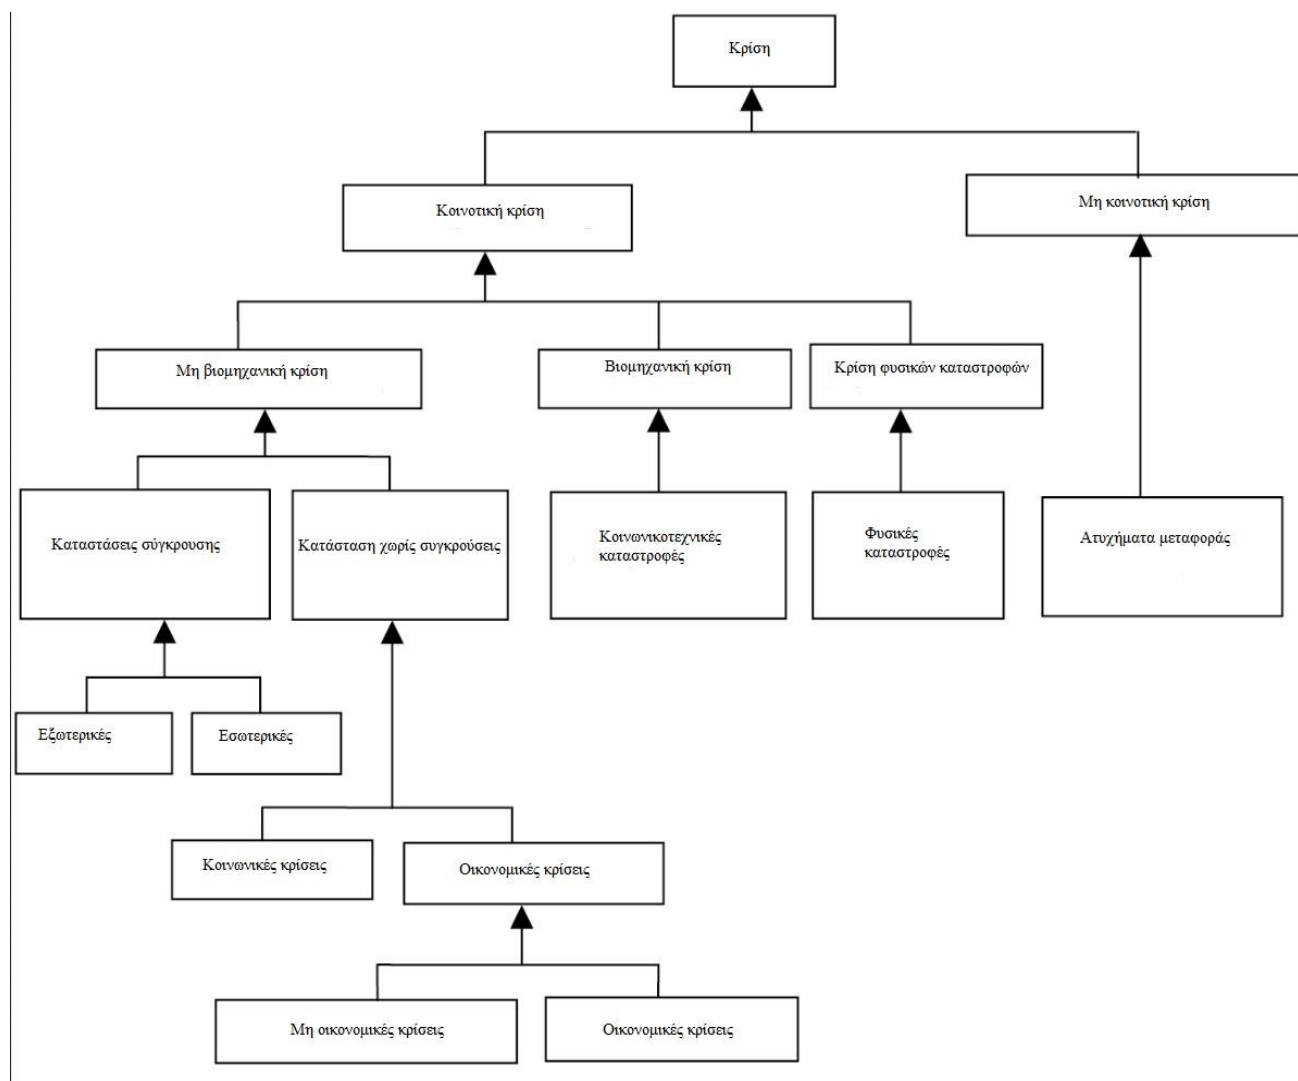 Κρίση
Κοινοτική κρίση
Μη κοινοτική κρίση
Μη βιομηχανική κρίση
Βιομηχανική κρίση
Κρίση φυσικών καταστροφών
Καταστάσεις σύγκρουσης
Κατάσταση χωρίς συγκρούσεις
Κοινωνικοτεχνικές
καταστροφές
Φυσικές
καταστροφές
Ατυχήματα μεταφοράς
Εξωτερικές
Εσωτερικές
Κοινωνικές κρίσεις
Οικονομικές κρίσεις
Μη οικονομικές κρίσεις
Οικονομικές κρίσεις